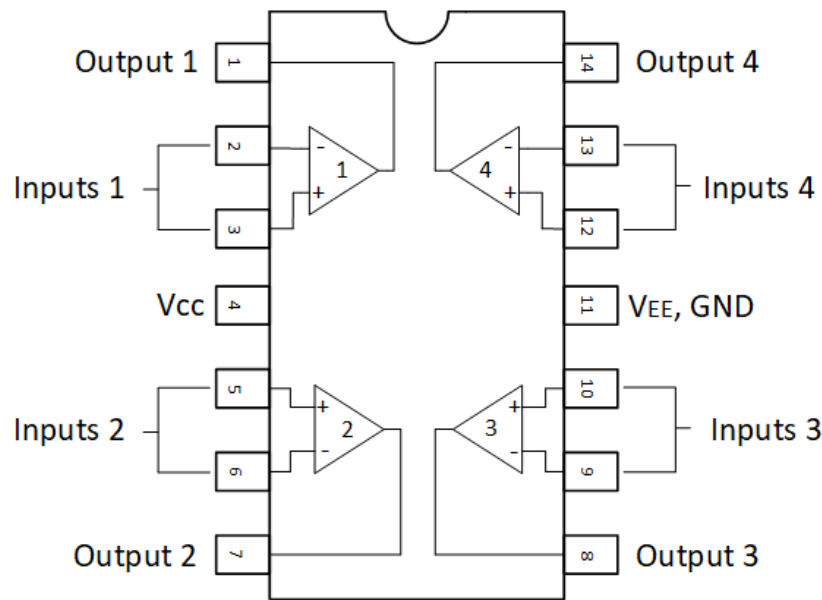 Output 1
1
14
Output 4
Inputs 1
2
-
1
+
3
-
4
+
13
12
Inputs 4
Vcc
4
11
VEE, GND
Inputs 2
5
+
2
-
6
+
3
-
10
9
Inputs 3
Output 2
7
8
Output 3